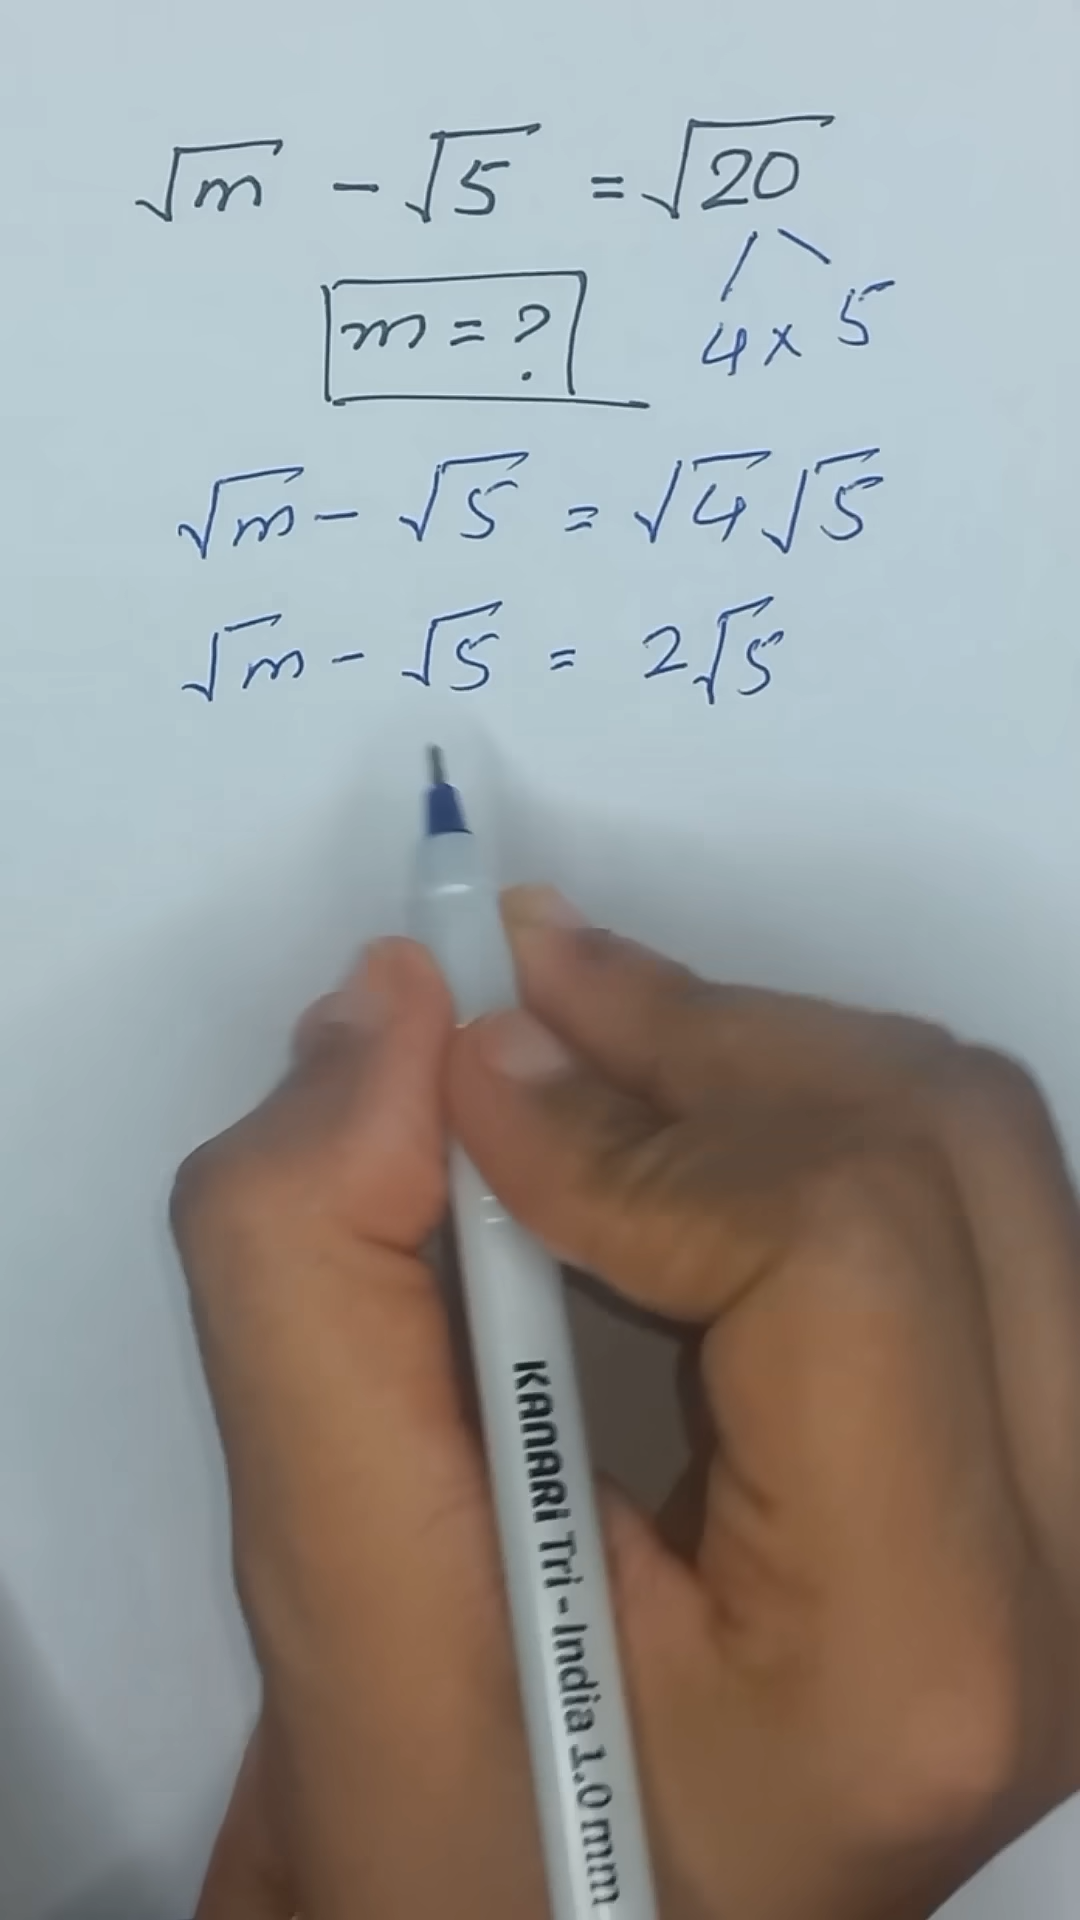 √m - √5 = √20
m = ?
4 × 5
√m - √5 = √4 √5
√m - √5 = 2√5
KANARI Tri - India 1.0 mm